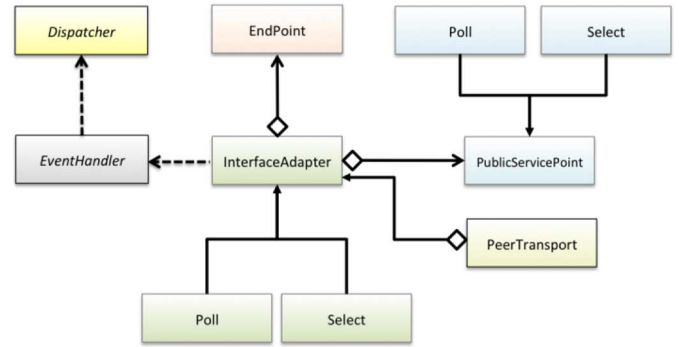 Dispatcher
EndPoint
Poll
Select
EventHandler
InterfaceAdapter
PublicServicePoint
PeerTransport
Poll
Select